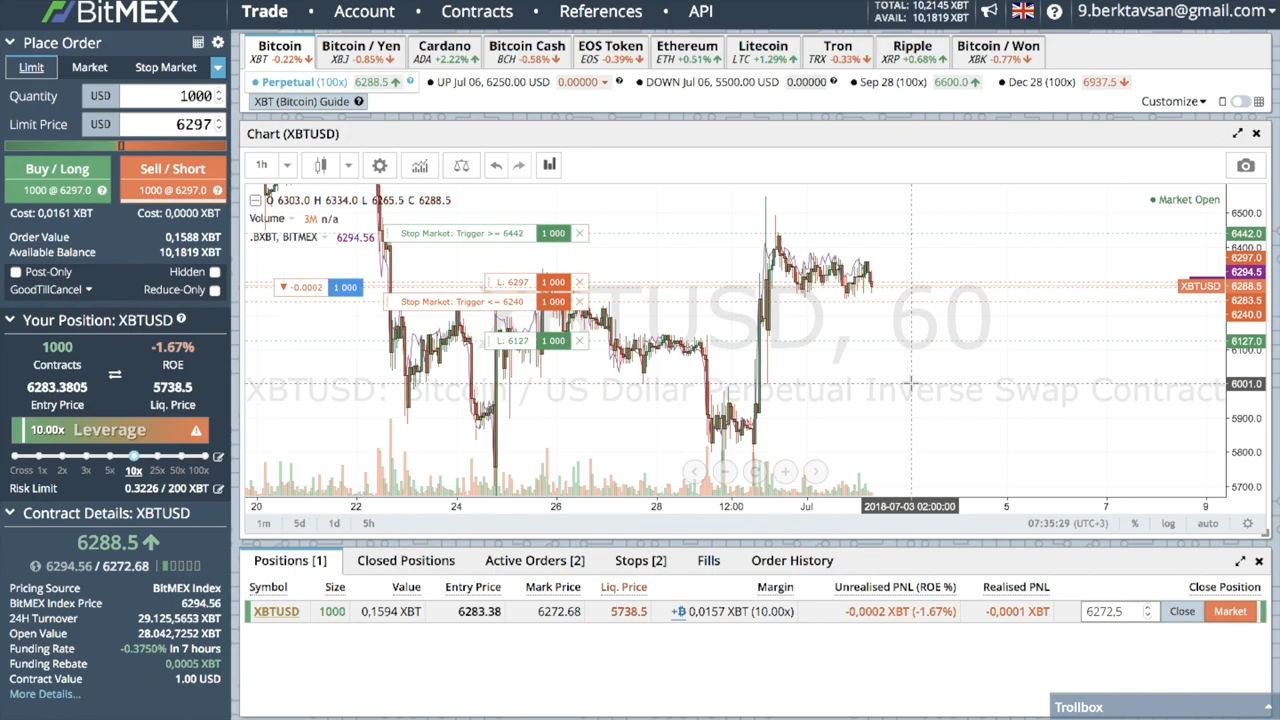 BitMEX
Trade Account Contracts References API
TOTAL: 10,2145 XBT
AVAIL: 10,1819 XBT
9.berktavsan@gmail.com
Place Order
Limit Market Stop Market
Quantity USD 1000
Limit Price USD 6297
Buy / Long Sell / Short
1000 @ 6297.0 1000 @ 6297.0
Cost: 0,0161 XBT Cost: 0,0000 XBT
Order Value 0,1588 XBT
Available Balance 10,1819 XBT
Post-Only Hidden
GoodTillCancel Reduce-Only
Your Position: XBTUSD
1000 -1.67%
Contracts ROE
6283.3805 5738.5
Entry Price Liq. Price
10.00x Leverage
Cross 1x 2x 3x 5x 10x 25x 50x 100x
Risk Limit 0.3226 / 200 XBT
Contract Details: XBTUSD
6288.5
6294.56 / 6272.68
Pricing Source BitMEX Index
BitMEX Index Price 6294.56
24H Turnover 29.125,5653 XBT
Open Value 28.042,7252 XBT
Funding Rate -0.3750% in 7 hours
Funding Rebate 0,0005 XBT
Contract Value 1.00 USD
More Details...
Bitcoin Bitcoin / Yen Cardano Bitcoin Cash EOS Token Ethereum Litecoin Tron Ripple Bitcoin / Won
XBT -0.22% XBJ -0.85% ADA +2.22% BCH -0.58% EOS -0.39% ETH +0.51% LTC +1.29% TRX -0.33% XRP +0.68% XBK -0.77%
Perpetual (100x) 6288.5 UP Jul 06, 6250.00 USD 0.00000 DOWN Jul 06, 5500.00 USD 0.00000 Sep 28 (100x) 6600.0 Dec 28 (100x) 6937.5
XBT (Bitcoin) Guide Customize
Chart (XBTUSD)
1h
O 6303.0 H 6334.0 L 6265.5 C 6288.5
Market Open
Volume 3M n/a
.BXBT, BITMEX 6294.56
Stop Market: Trigger >= 6442 1 000
L: 6297 1 000
-0.0002 1 000
Stop Market: Trigger <= 6240 1 000
L: 6127 1 000
XBTUSD: Bitcoin / US Dollar Perpetual Inverse Swap Contract
6500.0
6442.0
6400.0
6297.0
6294.5
XBTUSD 6288.5
6283.5
6240.0
6127.0
6100.0
6001.0
5900.0
5800.0
5700.0
20 22 24 26 28 12:00 Jul 2018-07-03 02:00:00 5 7 9
1m 5d 1d 5h 07:35:29 (UTC+3) % log auto
Positions [1] Closed Positions Active Orders [2] Stops [2] Fills Order History
Symbol Size Value Entry Price Mark Price Liq. Price Margin Unrealised PNL (ROE %) Realised PNL Close Position
XBTUSD 1000 0,1594 XBT 6283.38 6272.68 5738.5 0,0157 XBT (10.00x) -0,0002 XBT (-1.67%) -0,0001 XBT 6272,5 Close Market
Trollbox